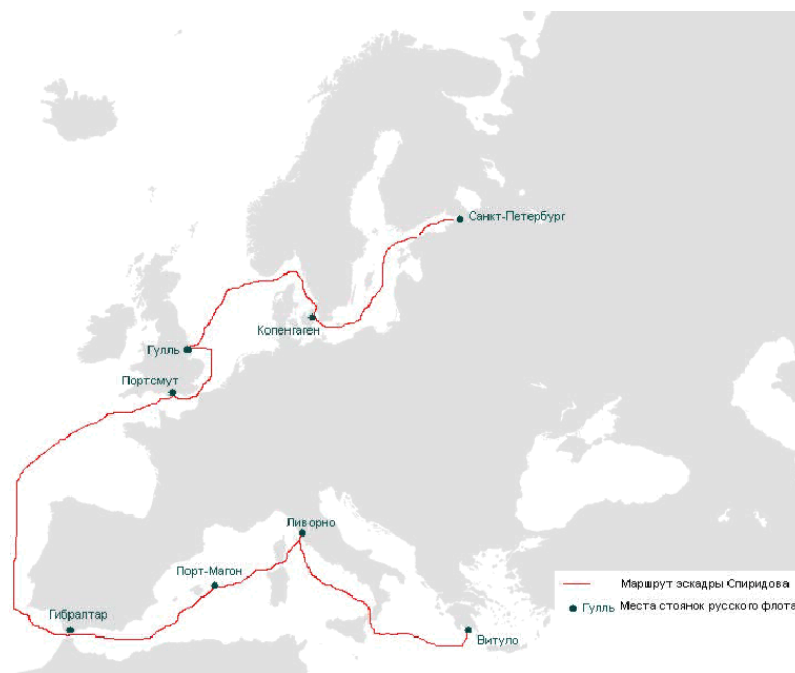 Санкт-Петербург
Копенгаген
Гулль
Портсмут
Ливорно
Порт-Магон
Гибралтар
Витуло
Маршрут эскадры Спиридова
Гулль Места стоянок русского флота